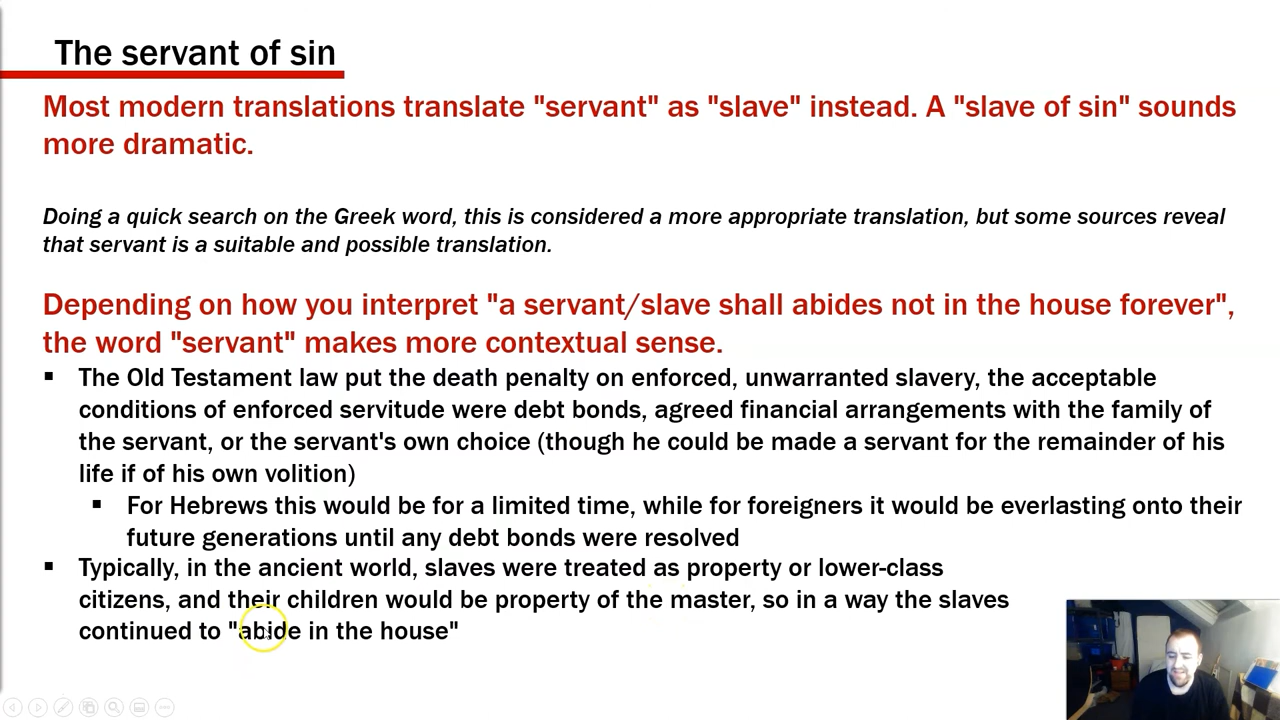 The servant of sin
Most modern translations translate "servant" as "slave" instead. A "slave of sin" sounds
more dramatic.
Doing a quick search on the Greek word, this is considered a more appropriate translation, but some sources reveal
that servant is a suitable and possible translation.
Depending on how you interpret "a servant/slave shall abides not in the house forever",
the word "servant" makes more contextual sense.
▪ The Old Testament law put the death penalty on enforced, unwarranted slavery, the acceptable
conditions of enforced servitude were debt bonds, agreed financial arrangements with the family of
the servant, or the servant's own choice (though he could be made a servant for the remainder of his
life if of his own volition)
▪ For Hebrews this would be for a limited time, while for foreigners it would be everlasting onto their
future generations until any debt bonds were resolved
▪ Typically, in the ancient world, slaves were treated as property or lower-class
citizens, and their children would be property of the master, so in a way the slaves
continued to "abide in the house"